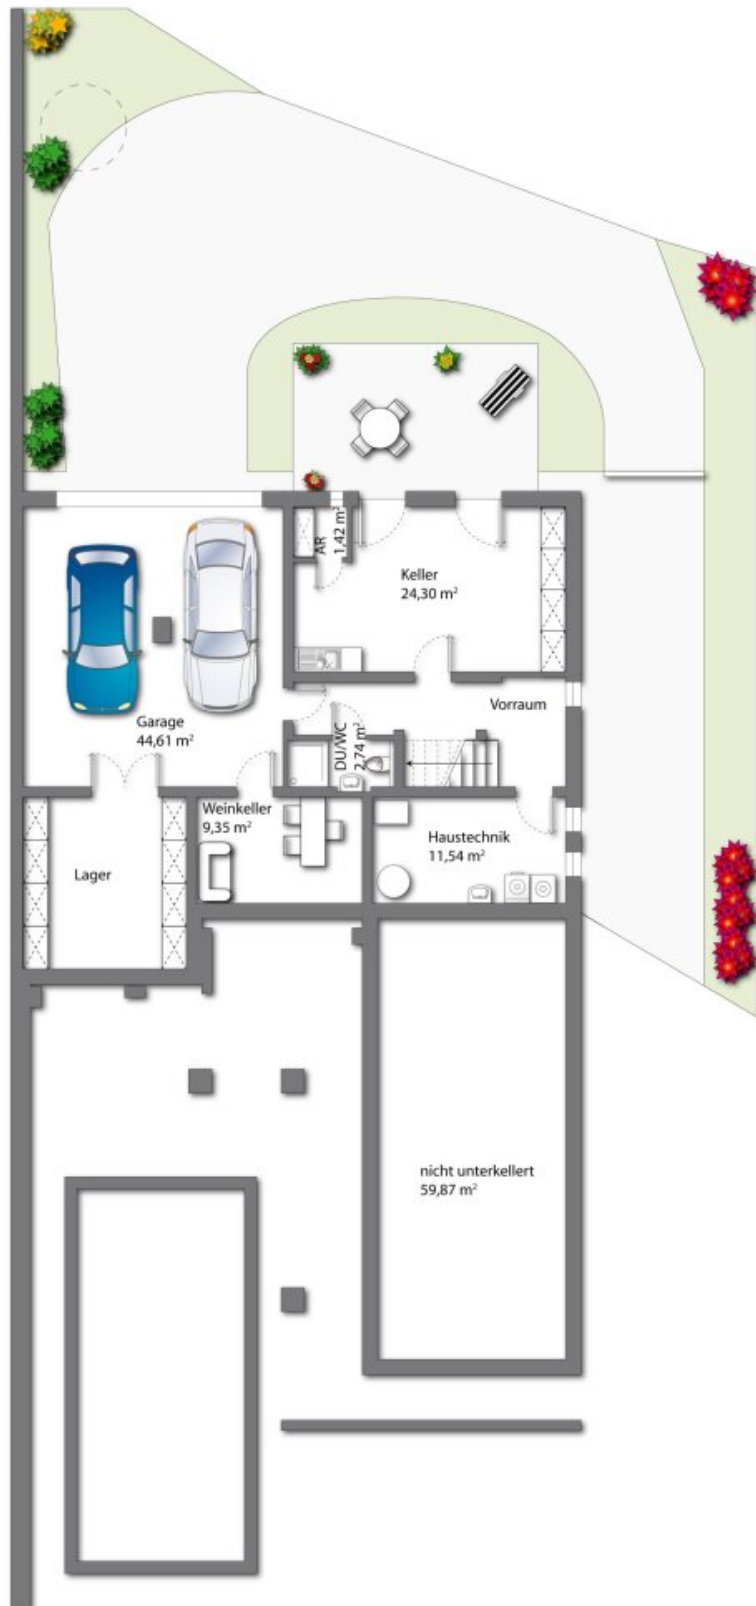 AR
1,42 m²
Keller
24,30 m²
Vorraum
Garage
44,61 m²
DU/WC
2,74 m²
Weinkeller
9,35 m²
Haustechnik
11,54 m²
Lager
nicht unterkellert
59,87 m²